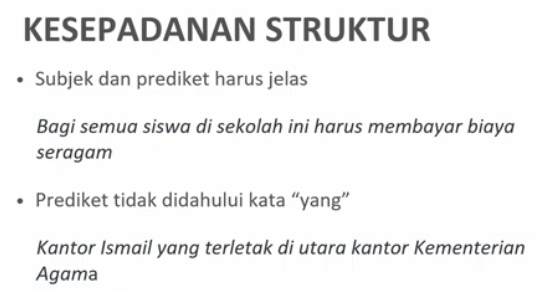 KESEPADANAN STRUKTUR
• Subjek dan prediket harus jelas
Bagi semua siswa di sekolah ini harus membayar biaya
seragam
• Prediket tidak didahului kata “yang”
Kantor Ismail yang terletak di utara kantor Kementerian
Agama